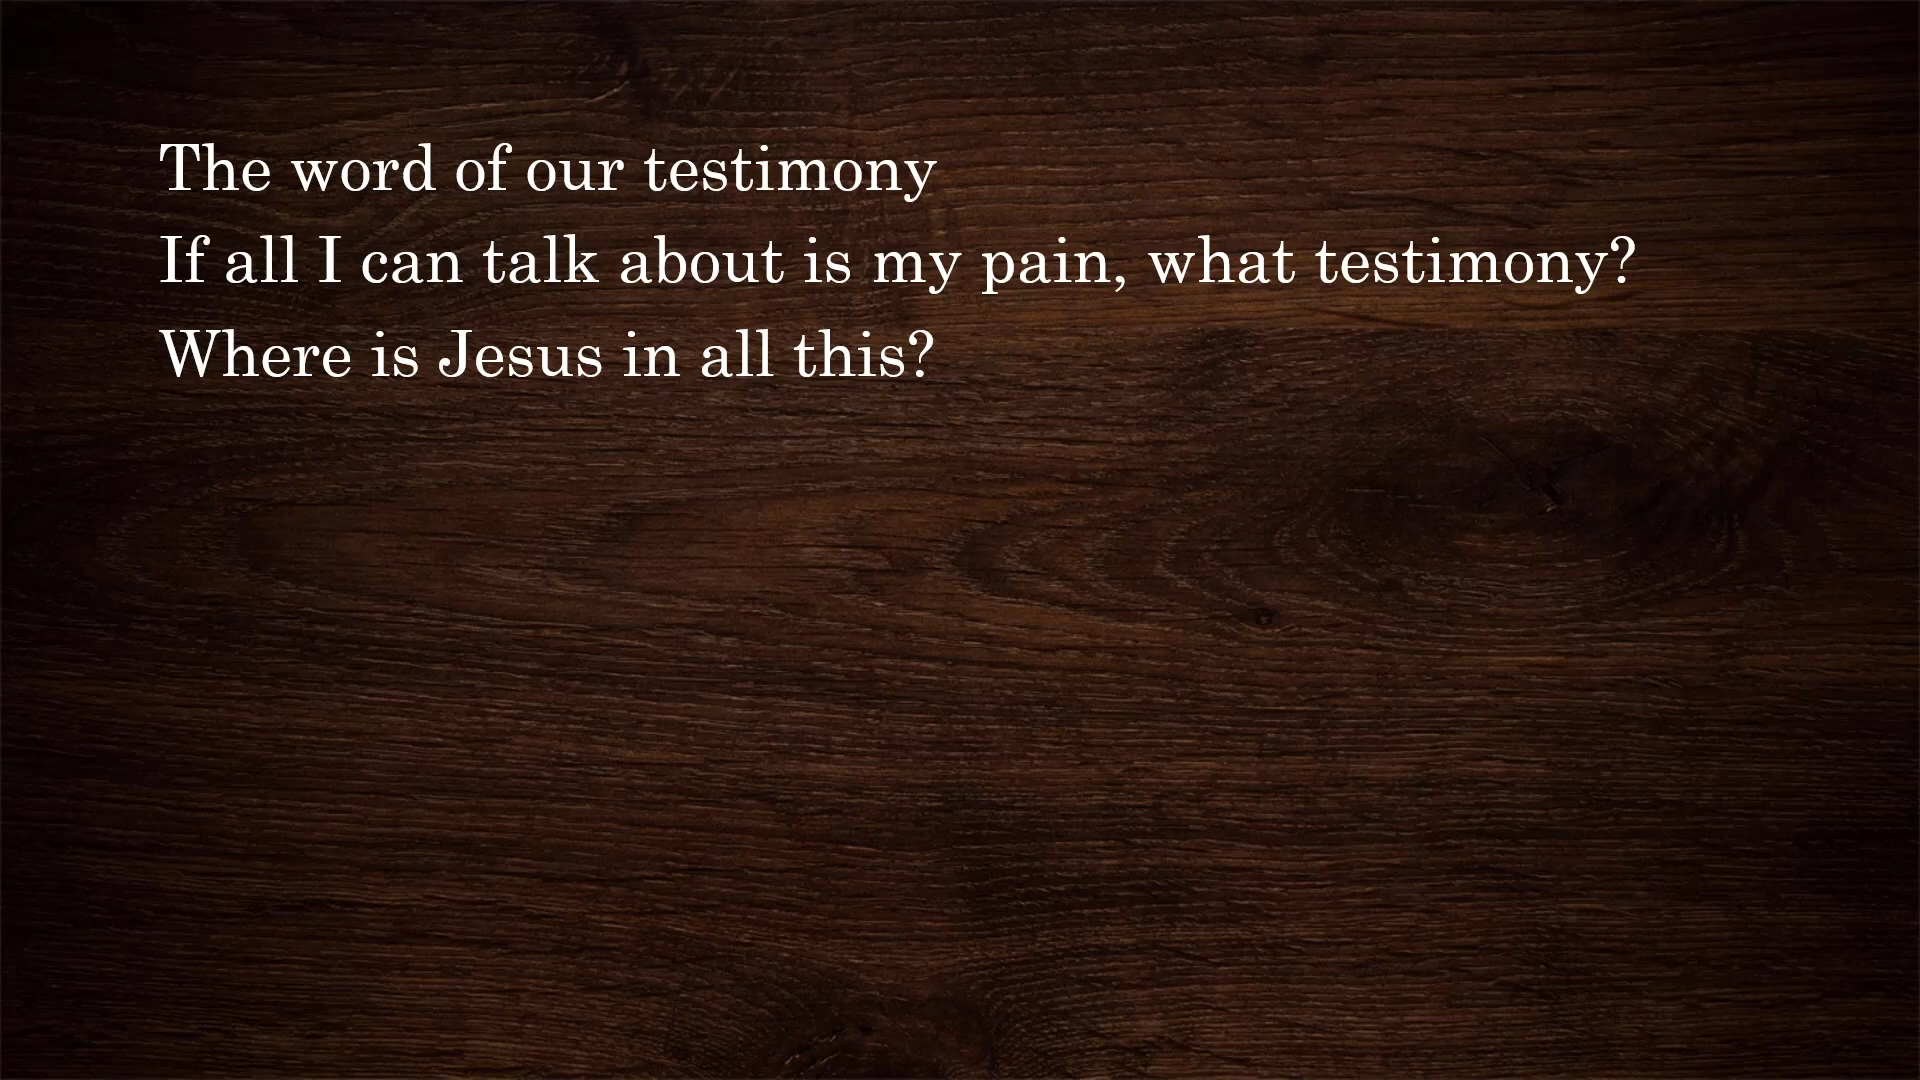 The word of our testimony
If all I can talk about is my pain, what testimony?
Where is Jesus in all this?